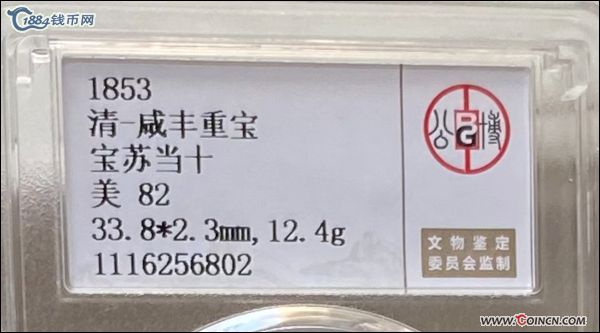 1884钱币网
1853
清-咸丰重宝
宝苏当十
美 82
33.8*2.3mm,12.4g
1116256802
公 博
BG
文物鉴定
委员会监制
www.COINCN.COM